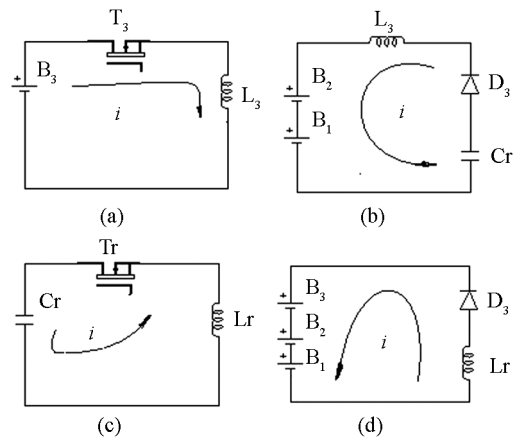 T3
B3
+
i
L3
(a)
L3
+
B2
+
B1
i
D3
Cr
(b)
Tr
Cr
i
Lr
(c)
+
B3
+
B2
+
B1
i
D3
Lr
(d)